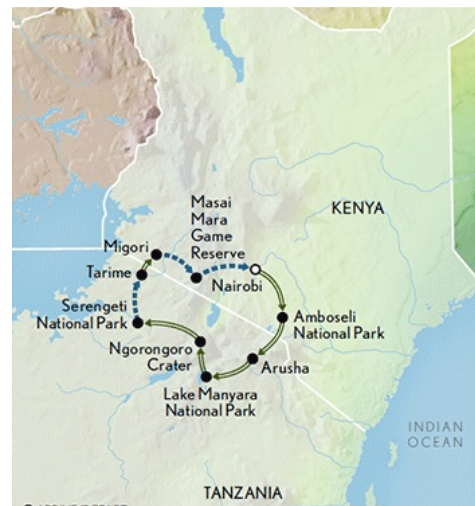 Masai
Mara
Game
Reserve
KENYA
Migori
Tarime
Nairobi
Serengeti
National Park
Amboseli
National Park
Ngorongoro
Crater
Arusha
Lake Manyara
National Park
INDIAN
OCEAN
TANZANIA